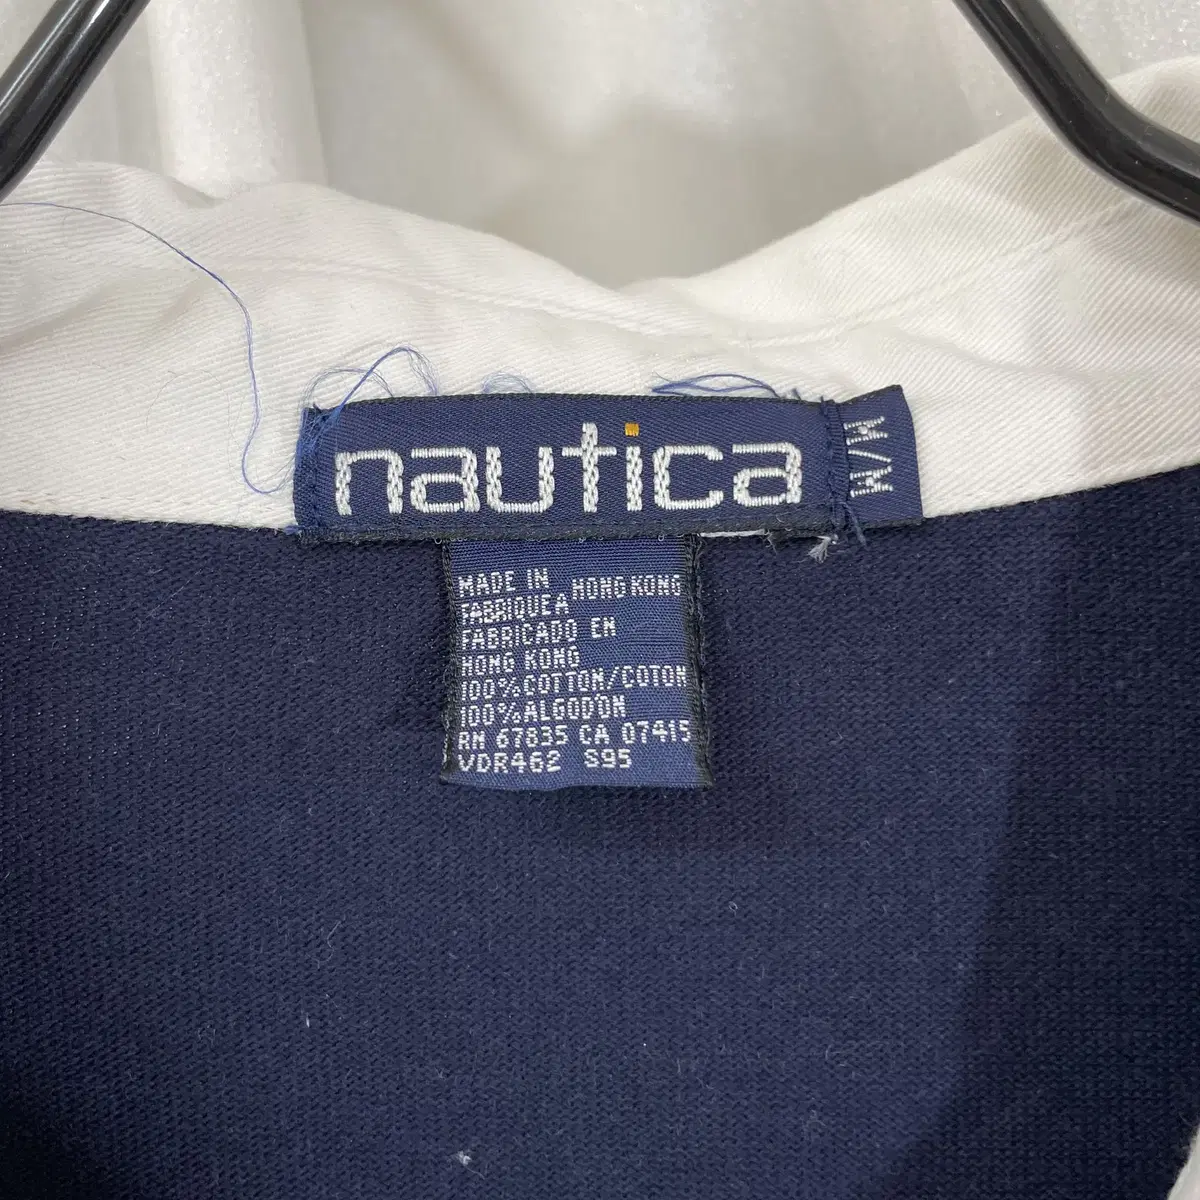 nautica
M/M
MADE IN HONG KONG
FABRIQUE A
FABRICADO EN
HONG KONG
100% COTTON/COTON
100% ALGODÓN
RN 67835 CA 07415
VDR462 S95